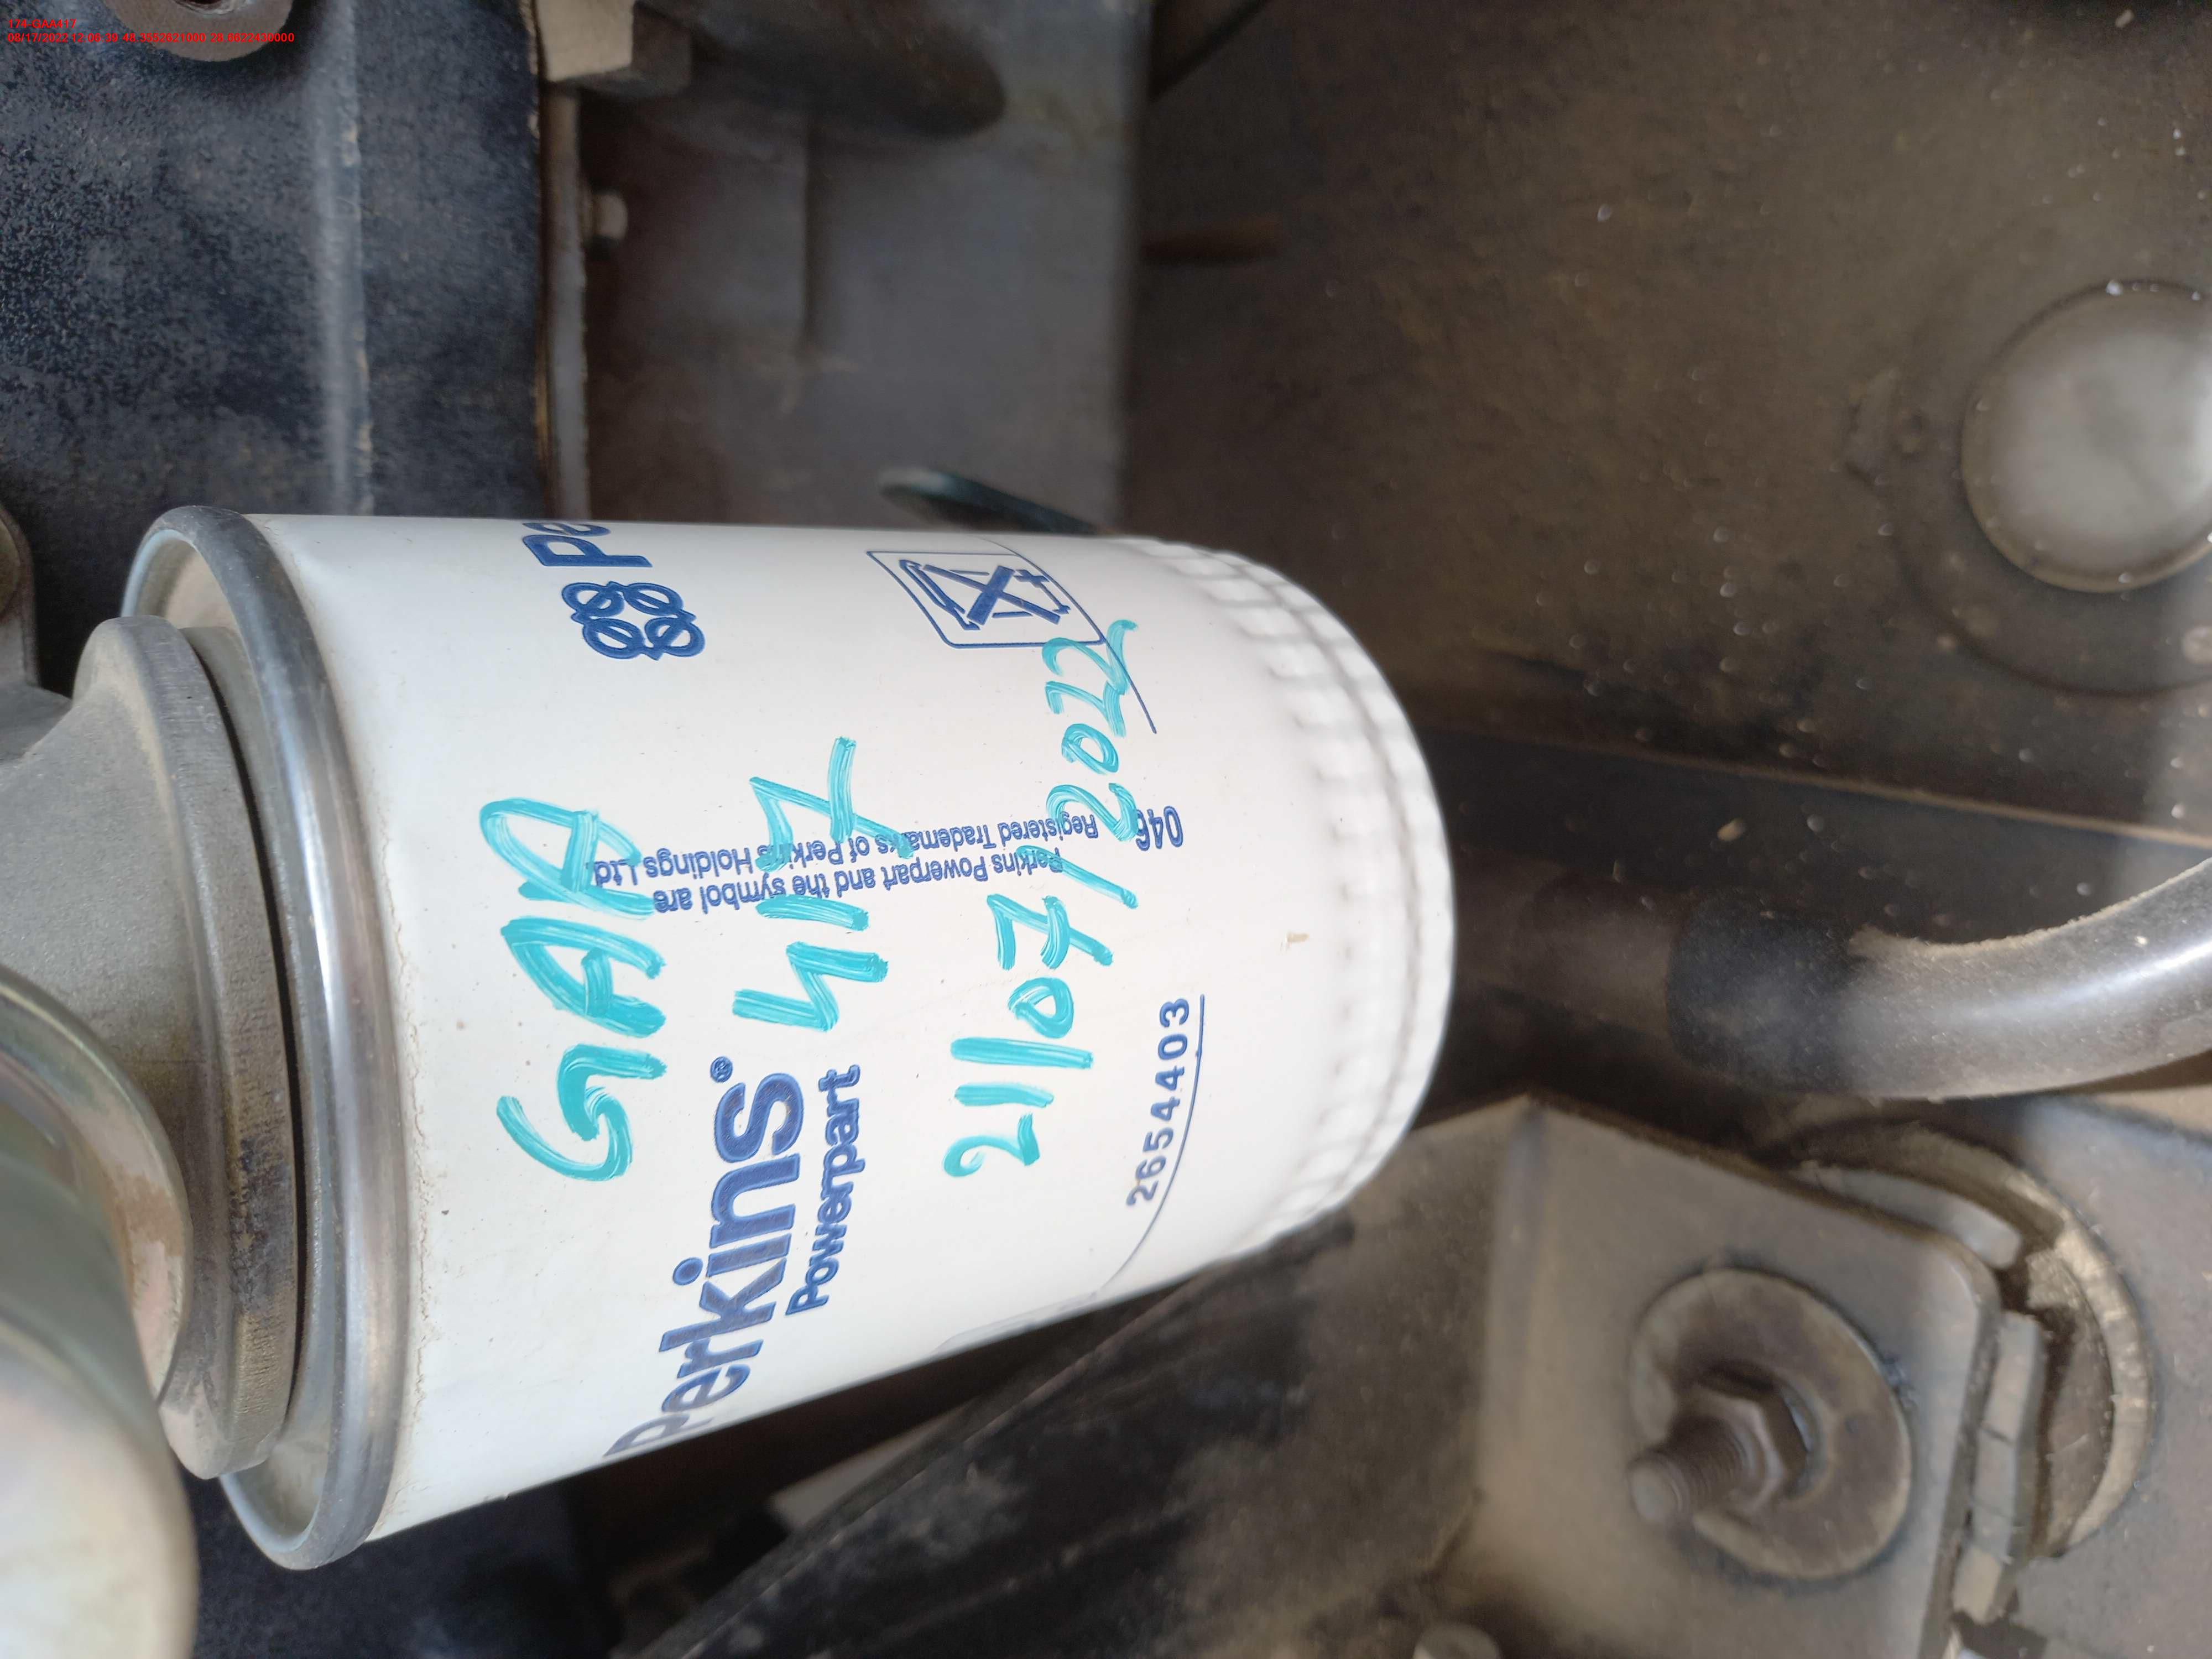 174-GAA417
GAA
417
21/07/2022
Perkins®
Powerpart
2654403
Pe
Perkins Powerpart and the symbol are
Registered Trademarks of Perkins Holdings Ltd.
046